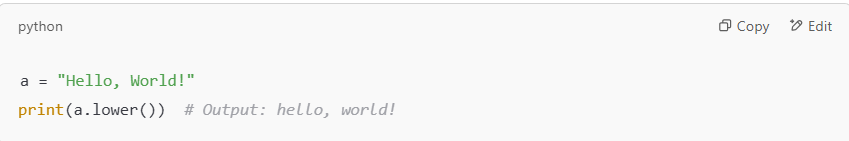 python Copy Edit
a = "Hello, World!"
print(a.lower())  # Output: hello, world!